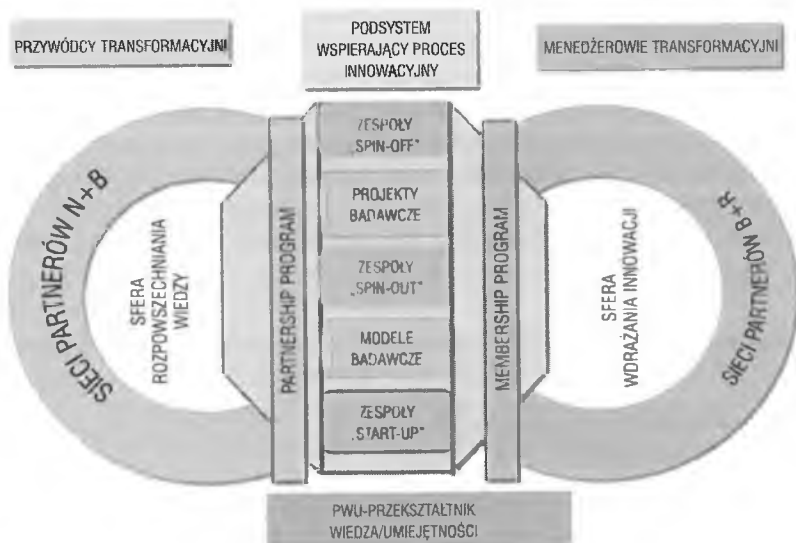 PRZYWÓDCY TRANSFORMACYJNI
PODSYSTEM
WSPIERAJĄCY PROCES
INNOWACYJNY
MENEDŻEROWIE TRANSFORMACYJNI
SIECI PARTNERÓW N+B
SFERA
ROZPOWSZECHNIANIA
WIEDZY
PARTNERSHIP PROGRAM
ZESPOŁY
„SPIN-OFF"
PROJEKTY
BADAWCZE
ZESPOŁY
„SPIN-OUT"
MODELE
BADAWCZE
ZESPOŁY
„START-UP"
MEMBERSHIP PROGRAM
SFERA
WDRAŻANIA INNOWACJI
SIECI PARTNERÓW B+R
PWU-PRZEKSZTAŁTNIK
WIEDZA/UMIEJĘTNOŚCI